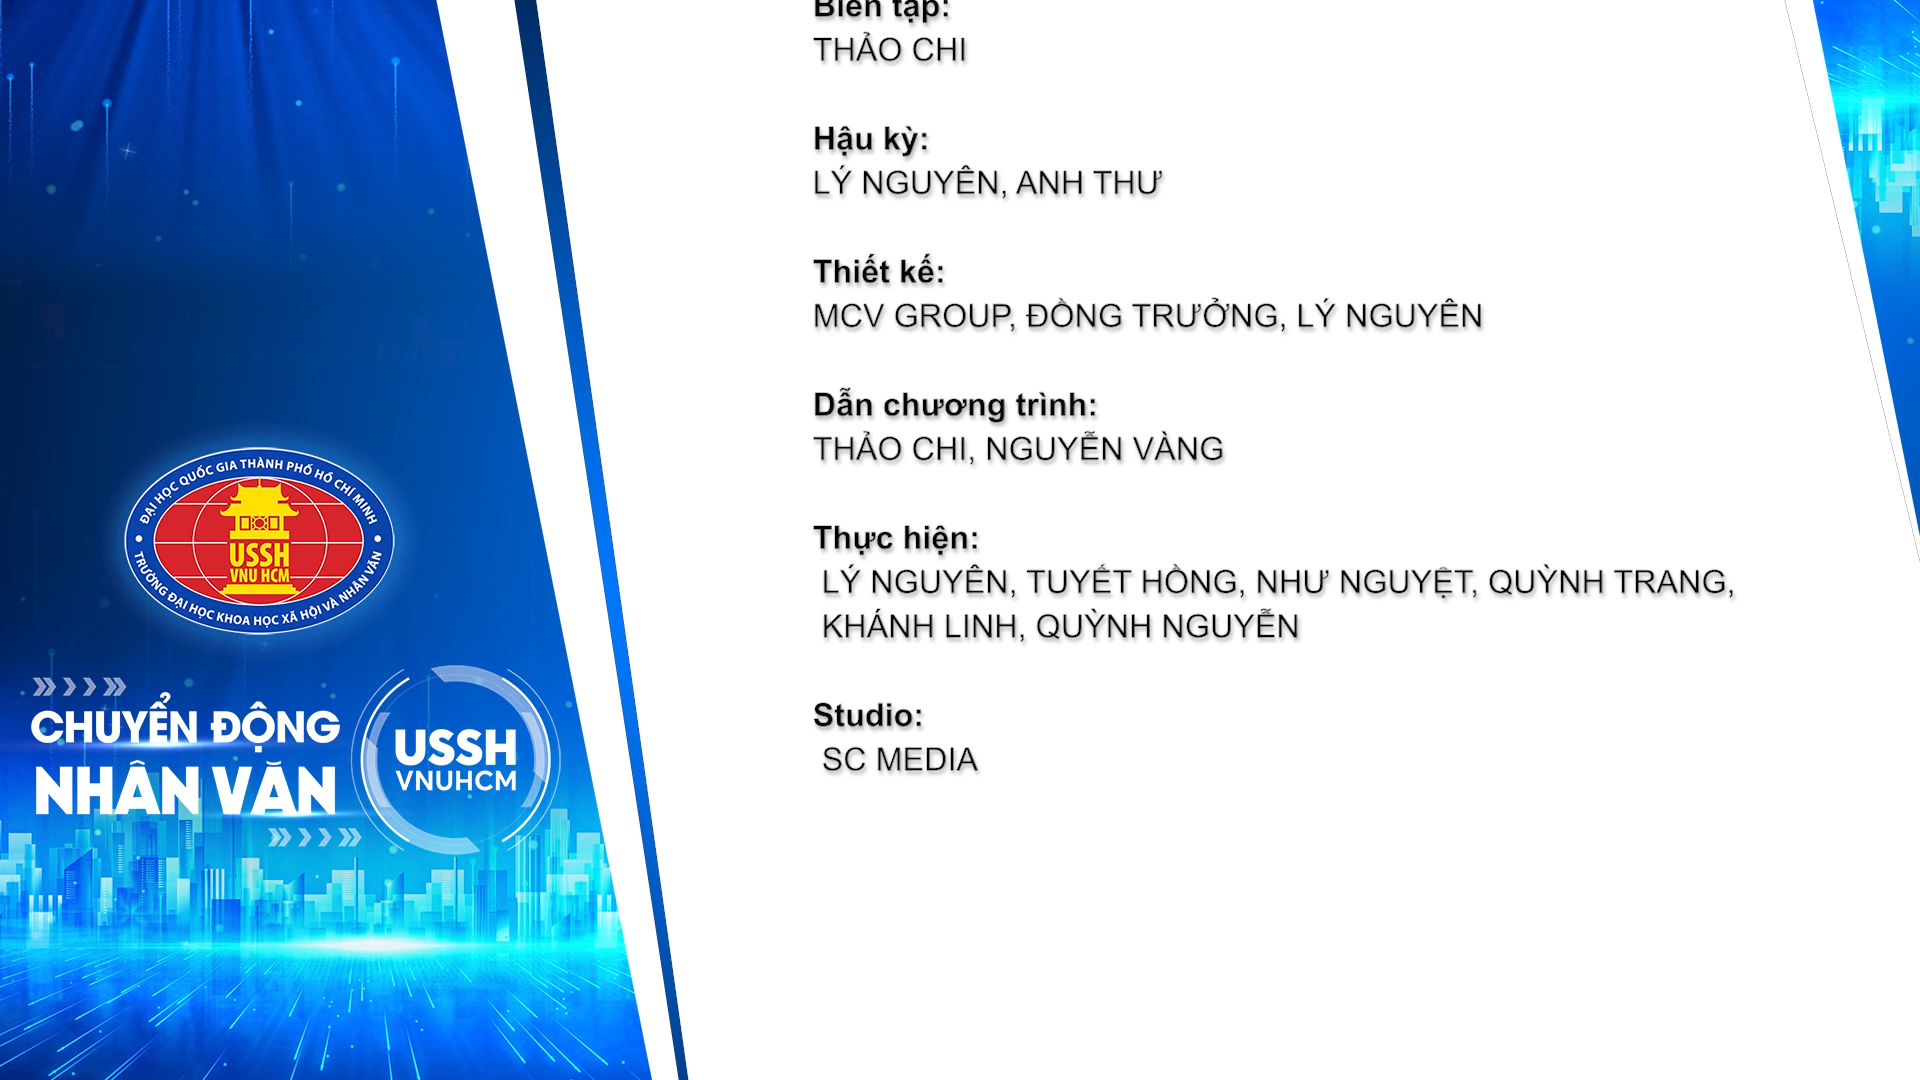 Biên tập:
THẢO CHI
Hậu kỳ:
LÝ NGUYÊN, ANH THƯ
Thiết kế:
MCV GROUP, ĐỒNG TRƯỞNG, LÝ NGUYÊN
Dẫn chương trình:
THẢO CHI, NGUYỄN VÀNG
Thực hiện:
LÝ NGUYÊN, TUYẾT HỒNG, NHƯ NGUYỆT, QUỲNH TRANG,
KHÁNH LINH, QUỲNH NGUYỄN
Studio:
SC MEDIA
ĐẠI HỌC QUỐC GIA THÀNH PHỐ HỒ CHÍ MINH
USSH
VNU HCM
TRƯỜNG ĐẠI HỌC KHOA HỌC XÃ HỘI VÀ NHÂN VĂN
CHUYỂN ĐỘNG
NHÂN VĂN
USSH
VNUHCM